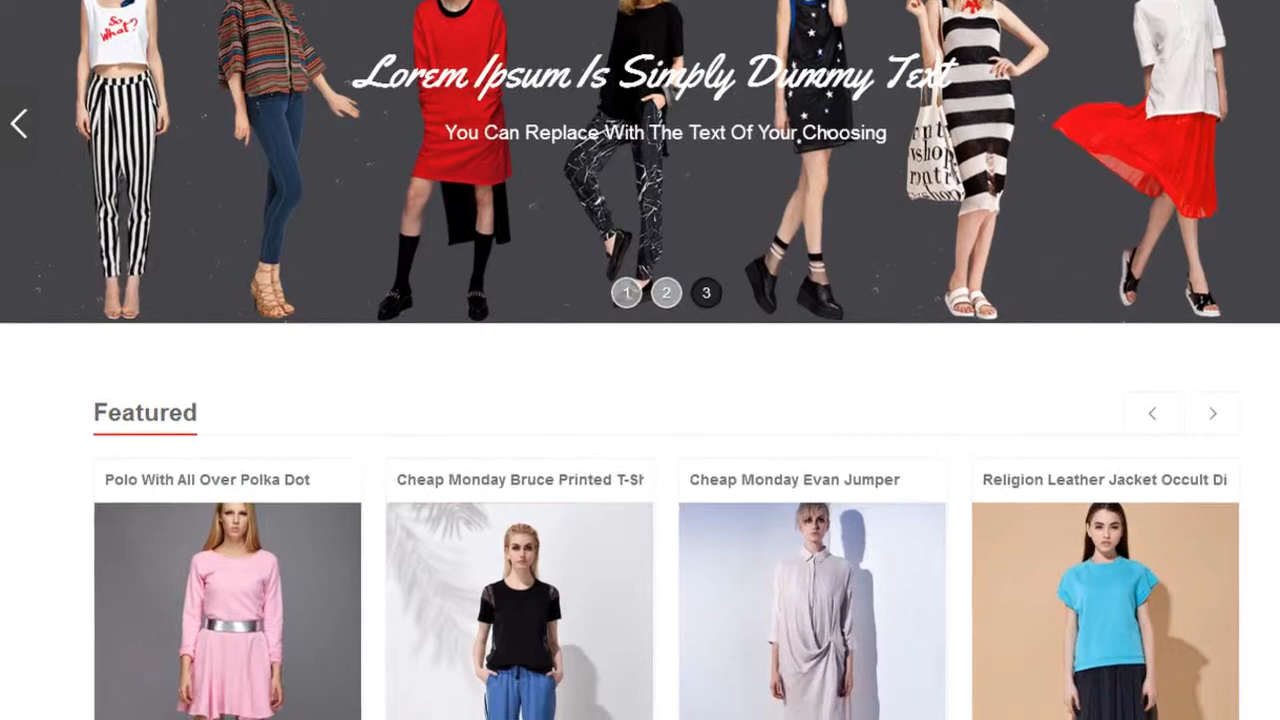 So
What?
Lorem Ipsum Is Simply Dummy Text
You Can Replace With The Text Of Your Choosing
1 2 3
Featured
Polo With All Over Polka Dot
Cheap Monday Bruce Printed T-Sh
Cheap Monday Evan Jumper
Religion Leather Jacket Occult Di